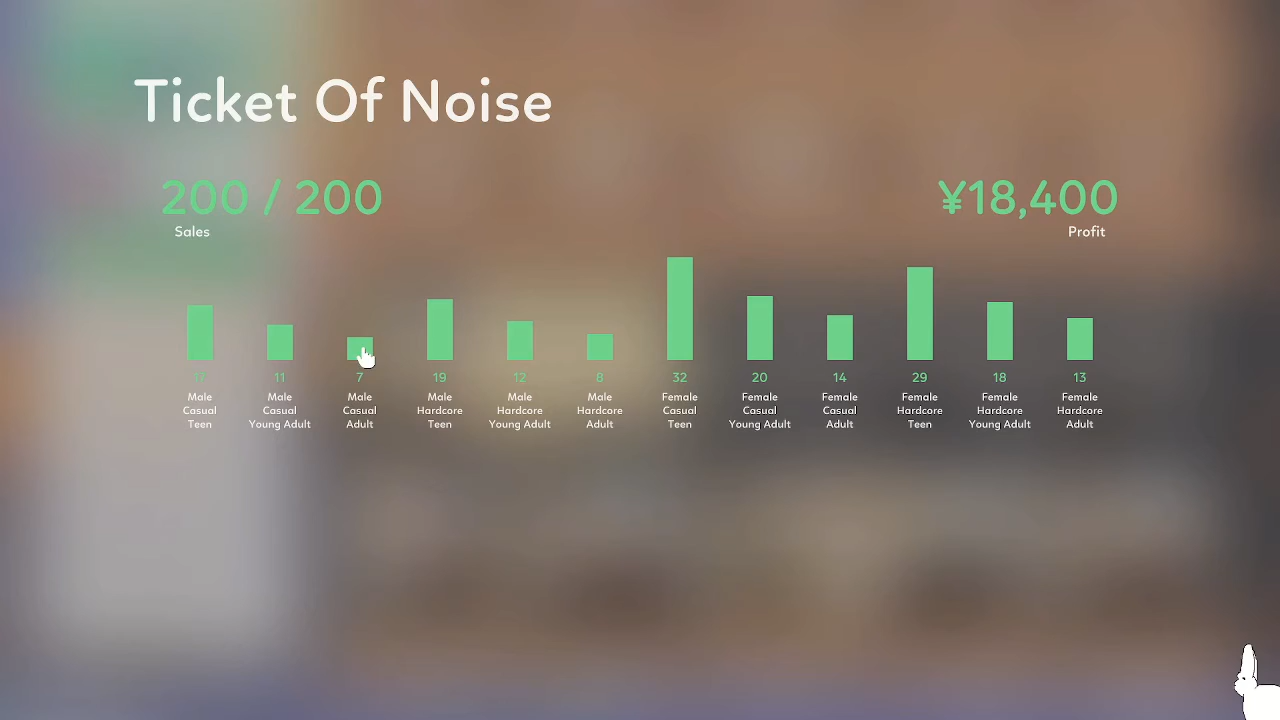 Ticket Of Noise
200 / 200
Sales
¥18,400
Profit
17
Male
Casual
Teen
11
Male
Casual
Young Adult
7
Male
Casual
Adult
19
Male
Hardcore
Teen
12
Male
Hardcore
Young Adult
8
Male
Hardcore
Adult
32
Female
Casual
Teen
20
Female
Casual
Young Adult
14
Female
Casual
Adult
29
Female
Hardcore
Teen
18
Female
Hardcore
Young Adult
13
Female
Hardcore
Adult